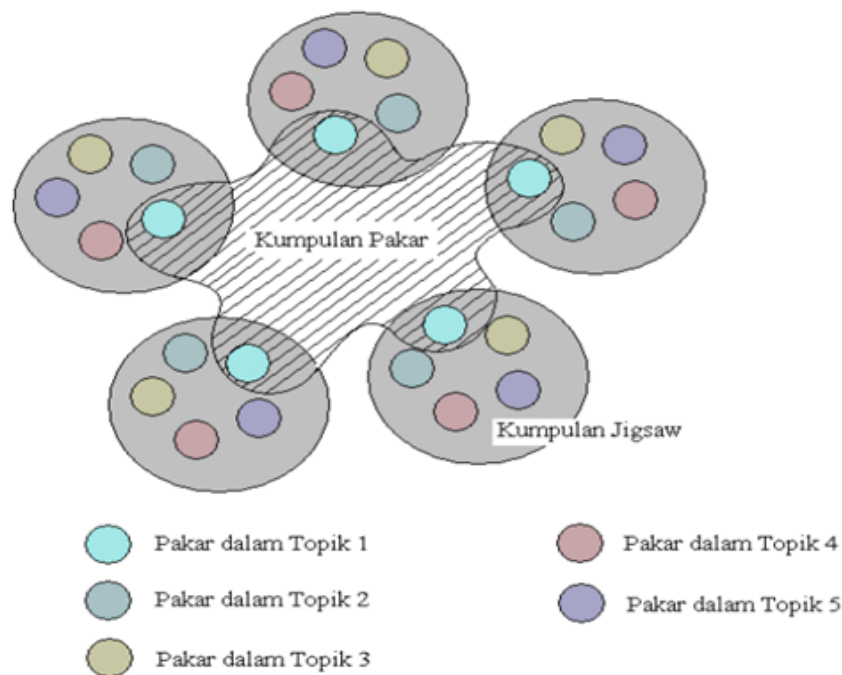 Kumpulan Pakar
Kumpulan Jigsaw
Pakar dalam Topik 1
Pakar dalam Topik 2
Pakar dalam Topik 3
Pakar dalam Topik 4
Pakar dalam Topik 5